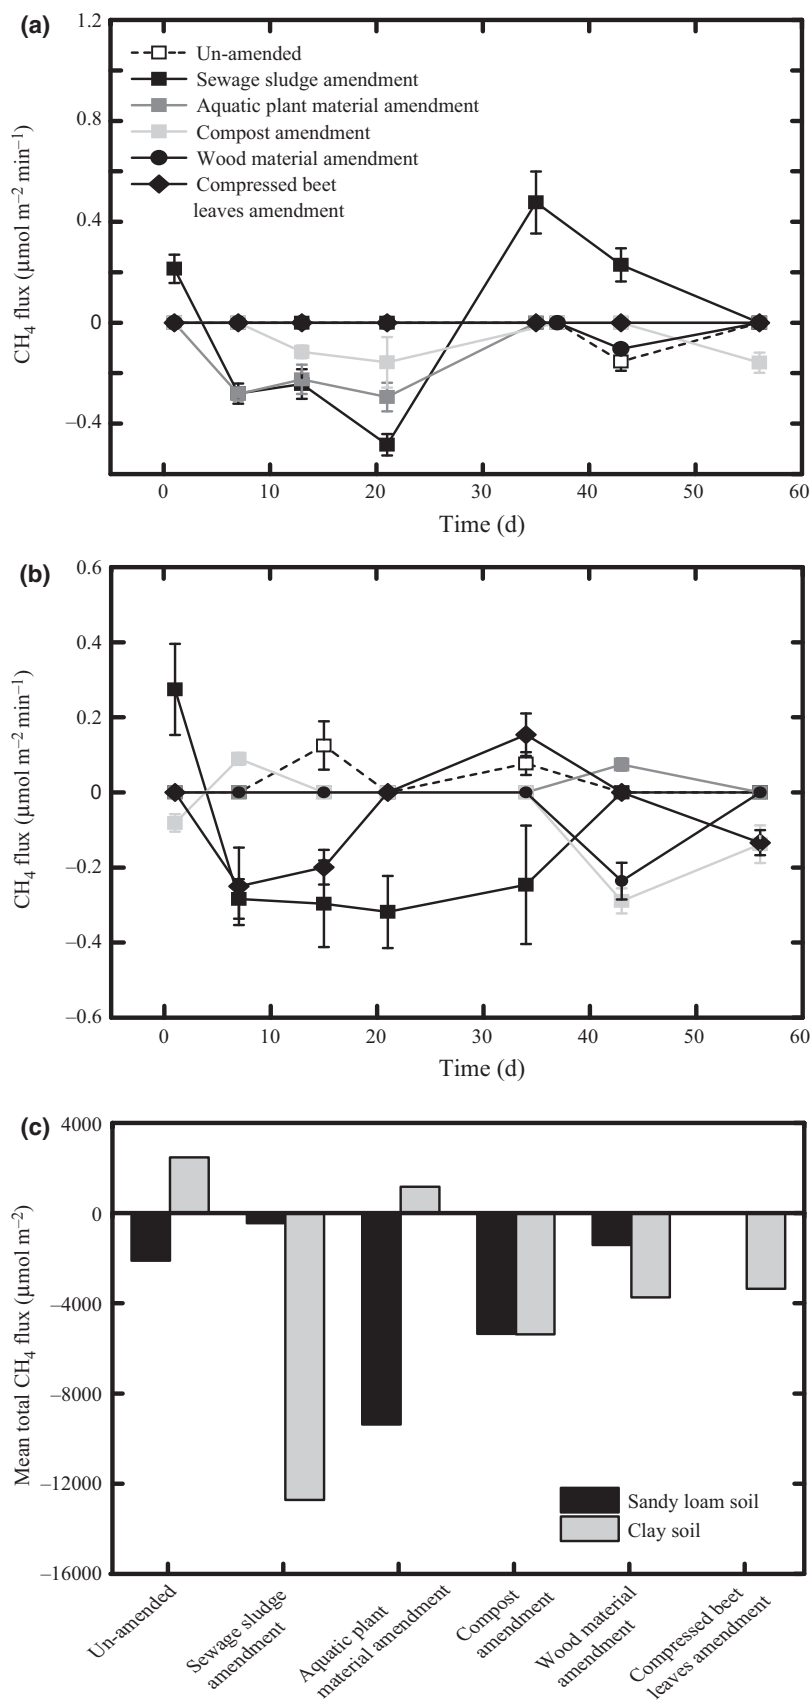 (a)
1.2
0.8
0.4
0
–0.4
CH4 flux (µmol m–2 min–1)
Un-amended
Sewage sludge amendment
Aquatic plant material amendment
Compost amendment
Wood material amendment
Compressed beet
leaves amendment
0 10 20 30 40 50 60
Time (d)
(b)
0.6
0.4
0.2
0
–0.2
–0.4
–0.6
CH4 flux (µmol m–2 min–1)
0 10 20 30 40 50 60
Time (d)
(c)
4000
0
–4000
–8000
–12000
–16000
Mean total CH4 flux (µmol m–2)
Sandy loam soil
Clay soil
Un-amended
Sewage sludge
amendment
Aquatic plant
material amendment
Compost
amendment
Wood material
amendment
Compressed beet
leaves amendment